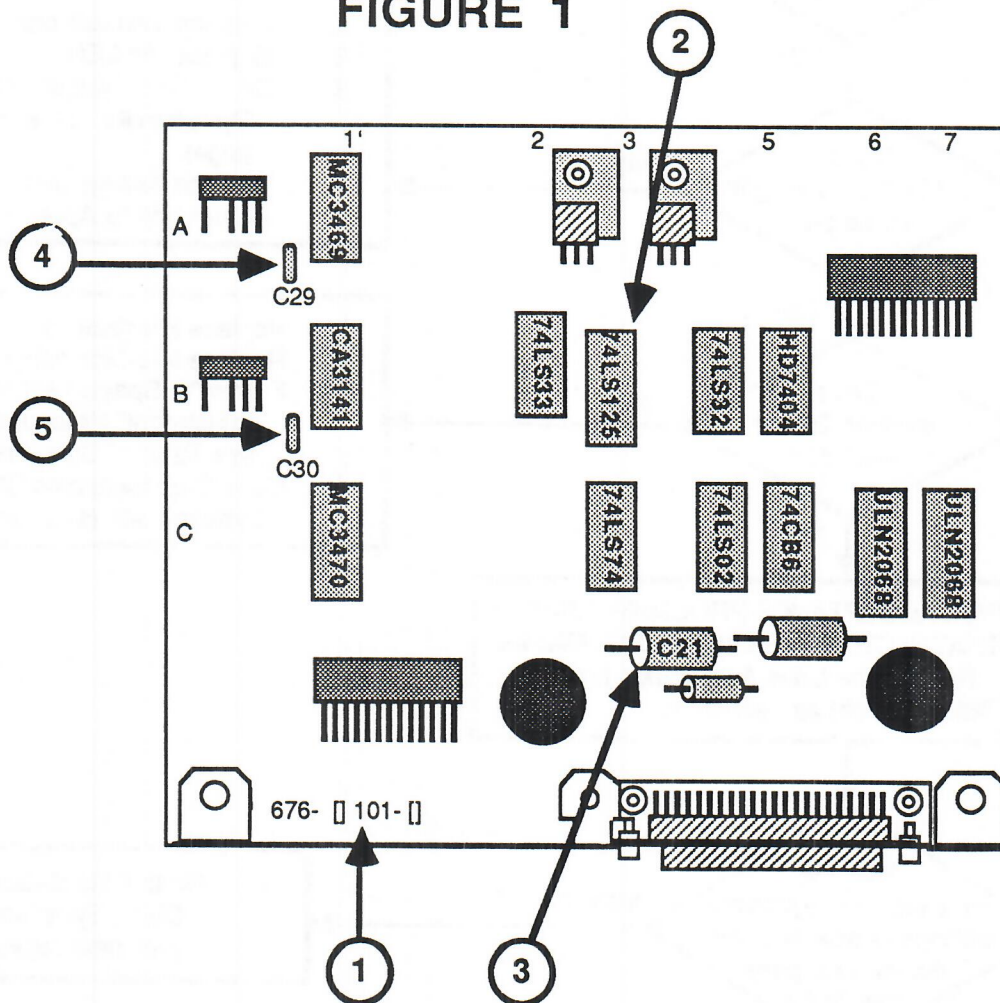 FIGURE 1
2
1' 2 3 5 6 7
A
MC3469
4
C29
B
CA3141
74LS33
74LS125
74LS32
HD7404
5
C30
C
MC3470
74LS74
74LS02
74CB6
ULN2068
ULN2068
C21
676- [] 101- []
1
3